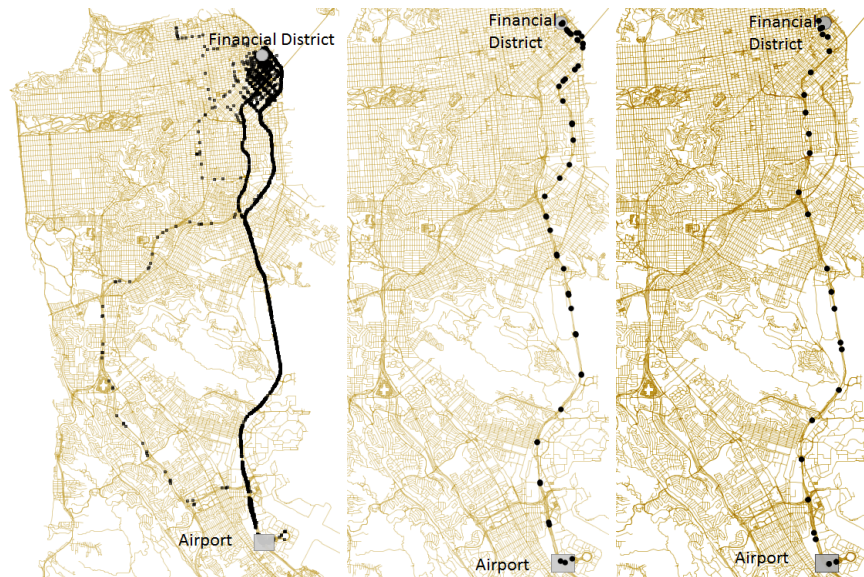 Financial District
Airport
Financial
District
Airport
Financial
District
Airport